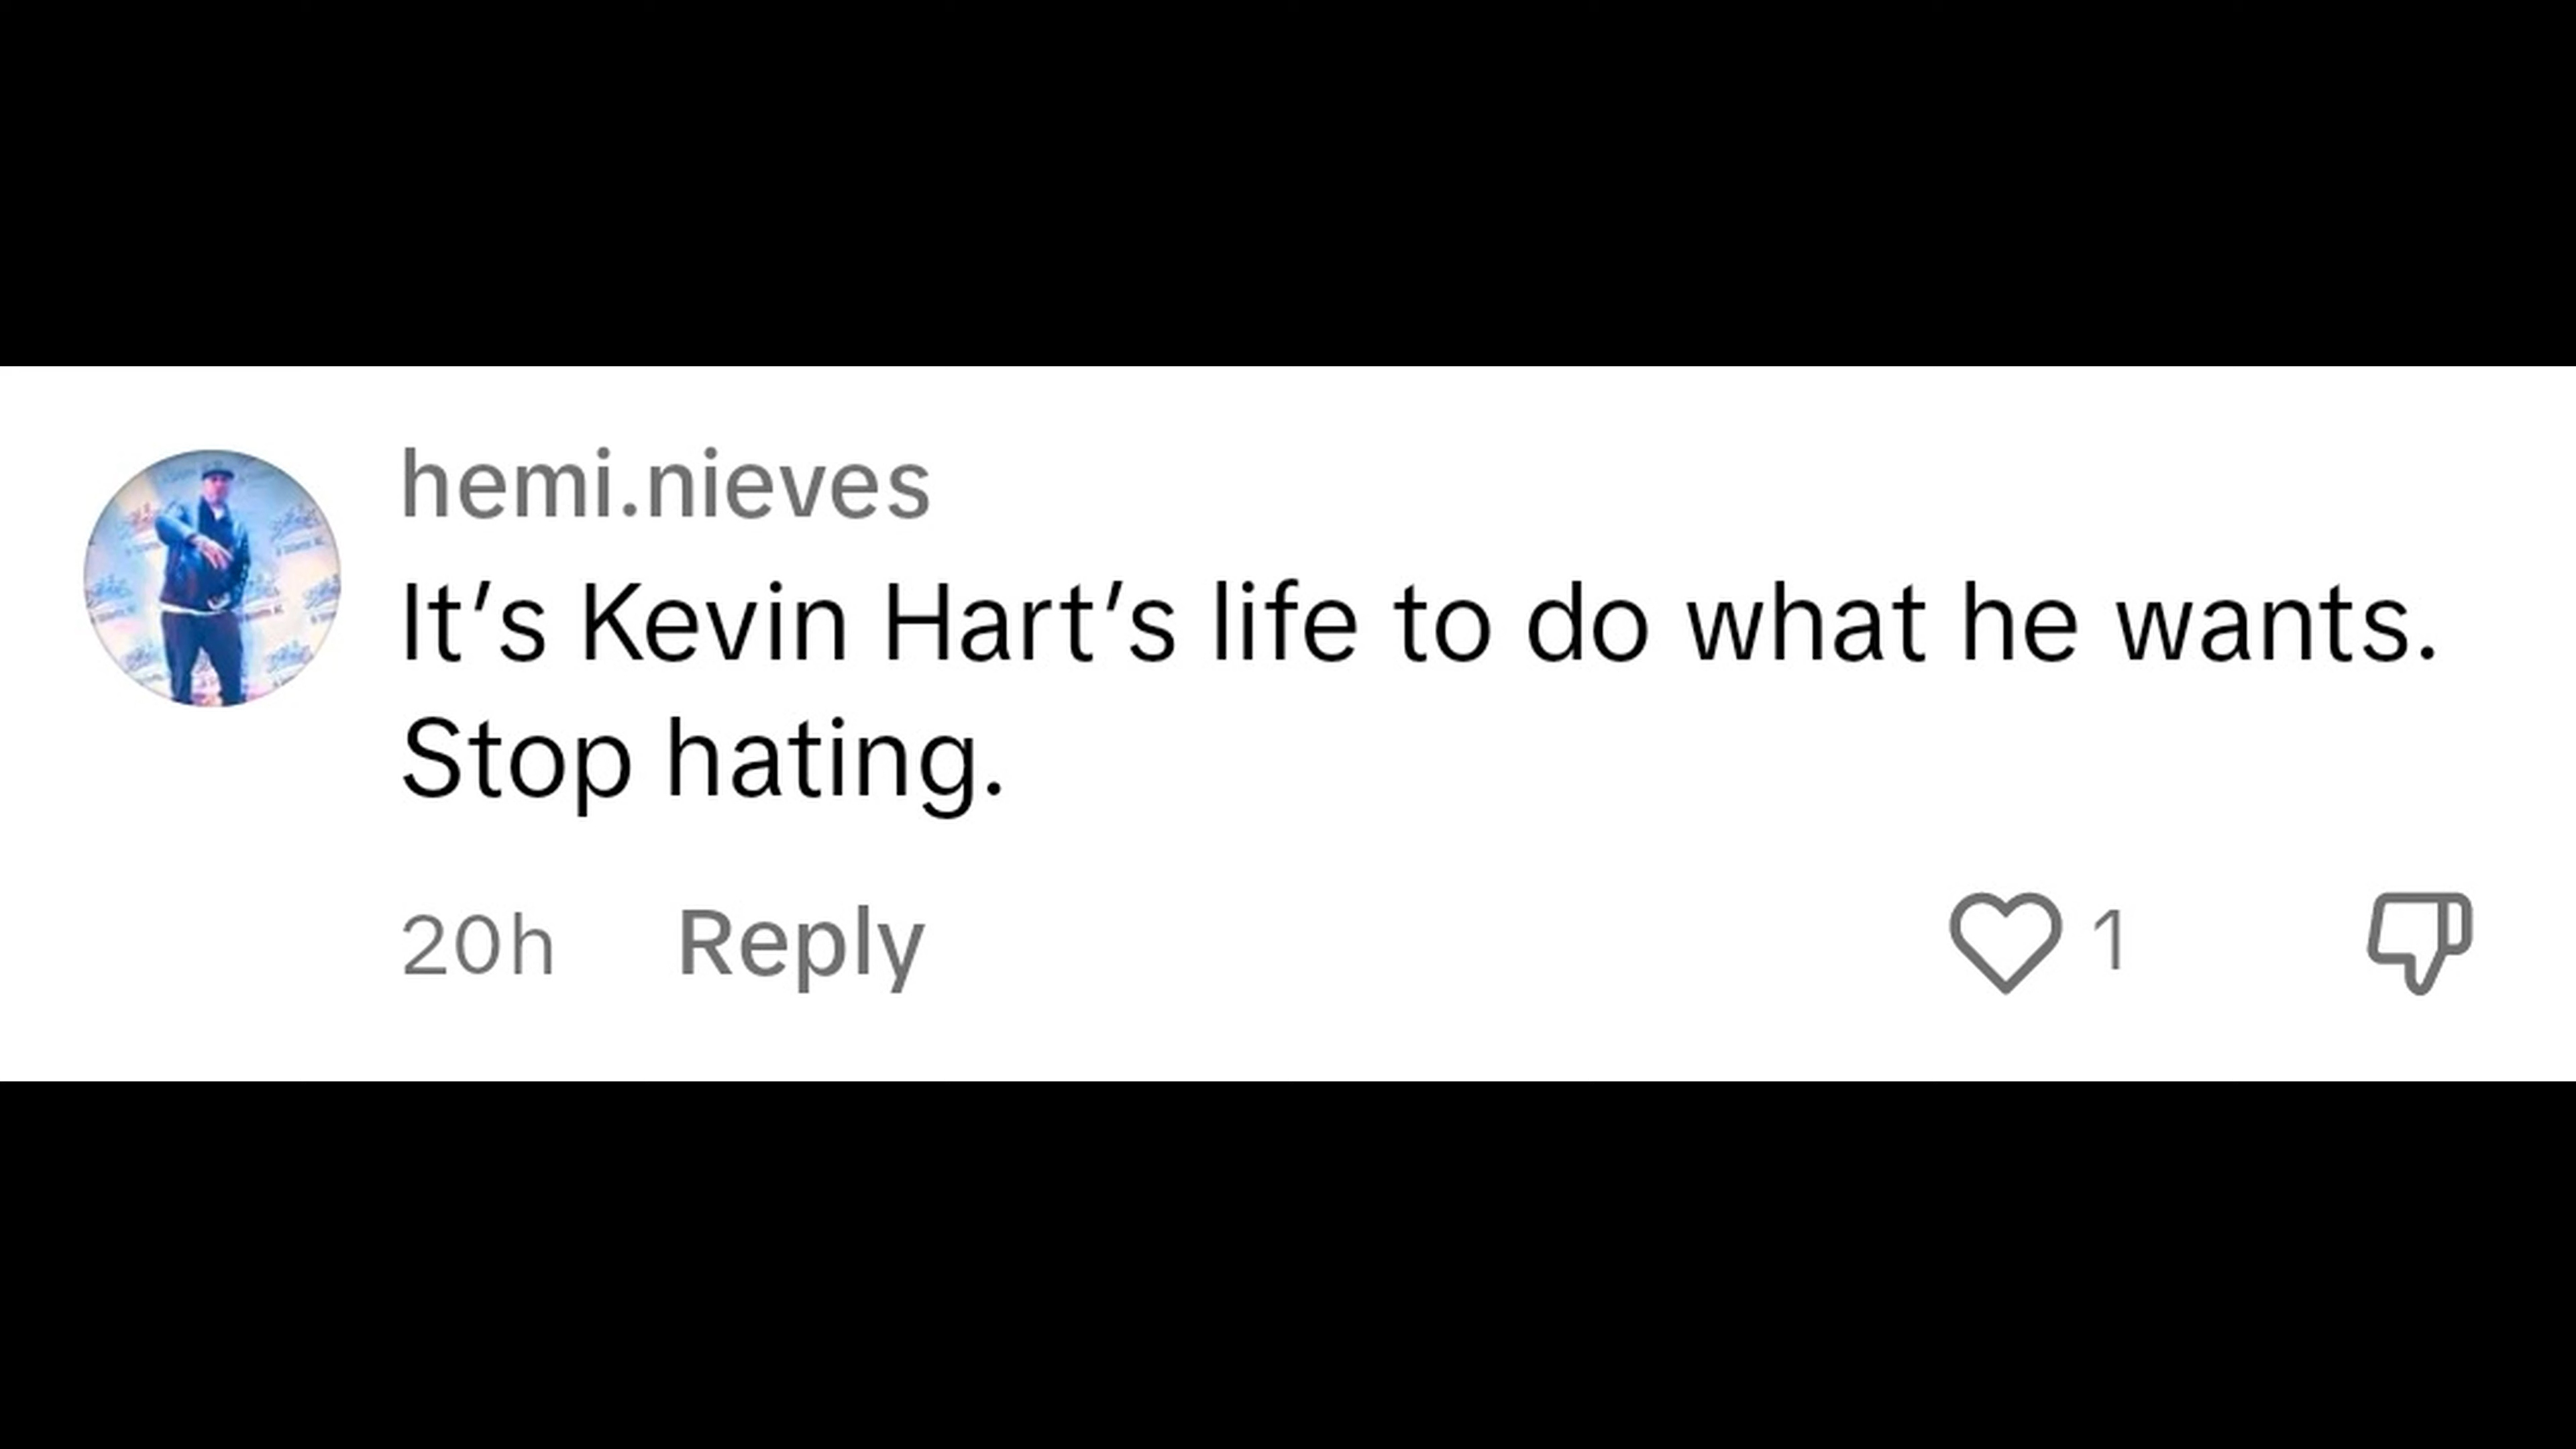 hemi.nieves
It’s Kevin Hart’s life to do what he wants.
Stop hating.
20h Reply 1